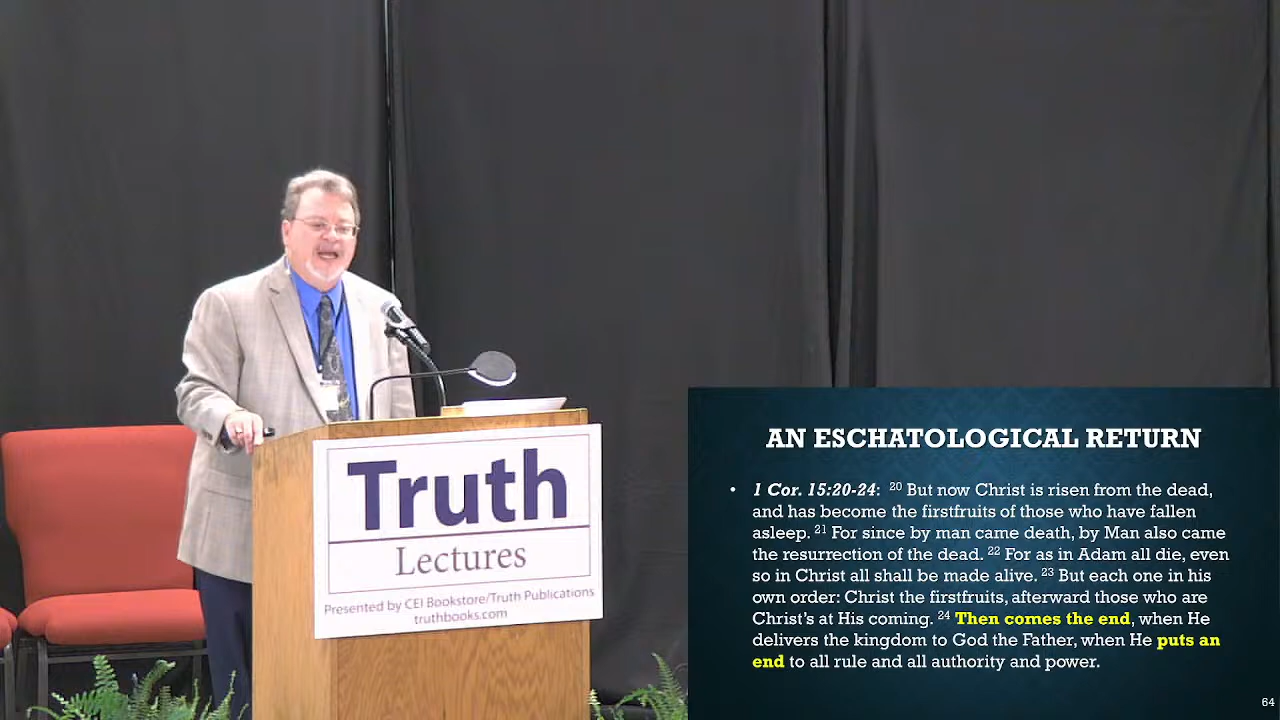 Truth
Lectures
Presented by CEI Bookstore/Truth Publications
truthbooks.com
AN ESCHATOLOGICAL RETURN
• 1 Cor. 15:20-24: 20 But now Christ is risen from the dead,
and has become the firstfruits of those who have fallen
asleep. 21 For since by man came death, by Man also came
the resurrection of the dead. 22 For as in Adam all die, even
so in Christ all shall be made alive. 23 But each one in his
own order: Christ the firstfruits, afterward those who are
Christ's at His coming. 24 Then comes the end, when He
delivers the kingdom to God the Father, when He puts an
end to all rule and all authority and power.
64